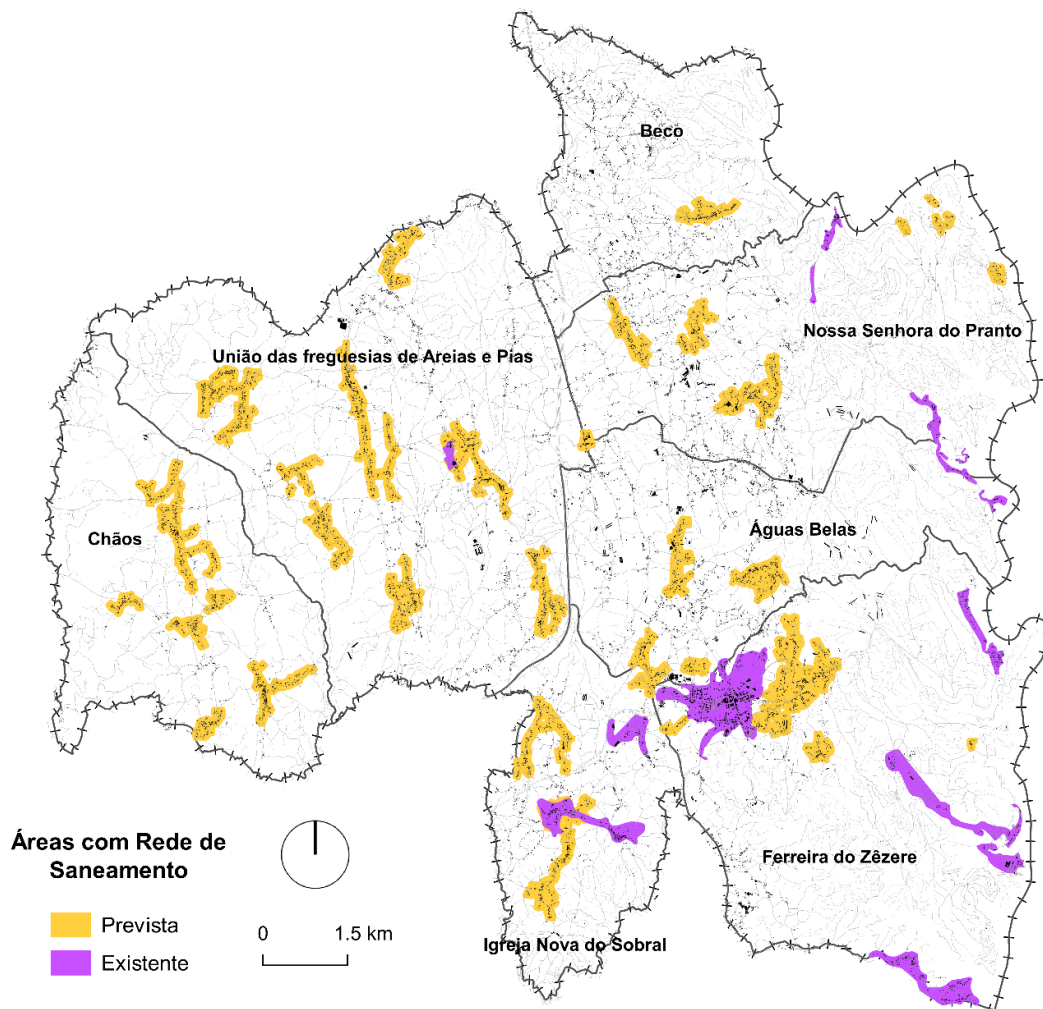 Beco
Nossa Senhora do Pranto
União das freguesias de Areias e Pias
Águas Belas
Chãos
Ferreira do Zêzere
Igreja Nova do Sobral
Áreas com Rede de
Saneamento
Prevista
Existente
0 1.5 km